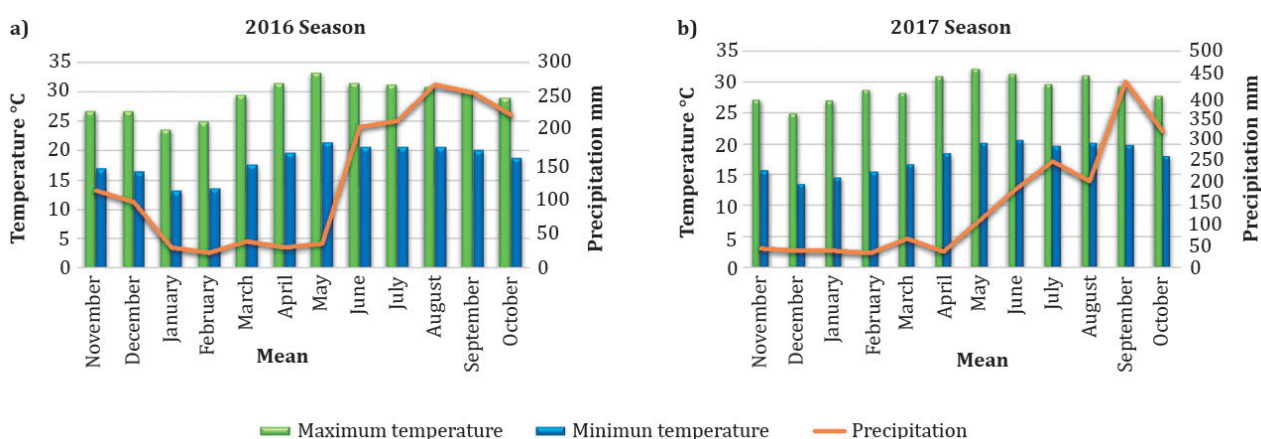 a)
2016 Season
Temperature °C
35
30
25
20
15
10
5
0
300
250
200
150
100
50
0
Precipitation mm
November
December
January
February
March
April
May
June
July
August
September
October
Mean
b)
2017 Season
Temperature °C
35
30
25
20
15
10
5
0
500
450
400
350
300
250
200
150
100
50
0
Precipitation mm
November
December
January
February
March
April
May
June
July
August
September
October
Mean
Maximum temperature
Minimun temperature
Precipitation